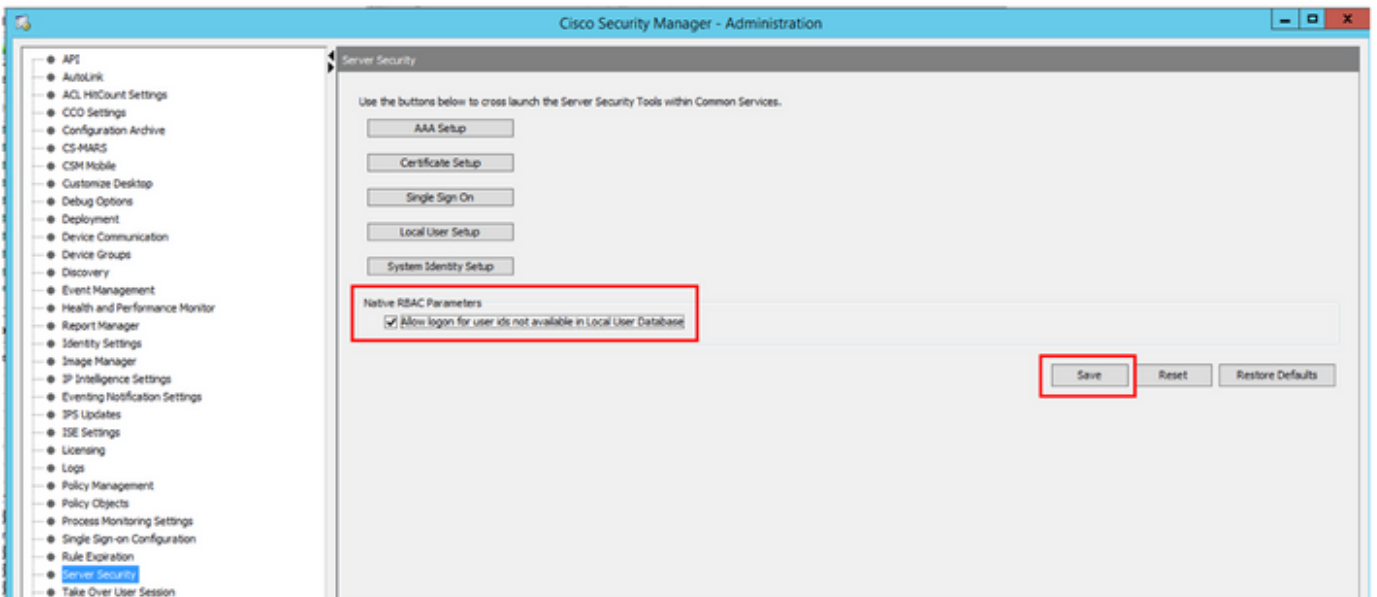 Cisco Security Manager - Administration
API
AutoLink
ACL HitCount Settings
CCO Settings
Configuration Archive
CS-MARS
CSM Mobile
Customize Desktop
Debug Options
Deployment
Device Communication
Device Groups
Discovery
Event Management
Health and Performance Monitor
Report Manager
Identity Settings
Image Manager
IP Intelligence Settings
Eventing Notification Settings
IPS Updates
ISE Settings
Licensing
Logs
Policy Management
Policy Objects
Process Monitoring Settings
Single Sign-on Configuration
Rule Expiration
Server Security
Take Over User Session
Server Security
Use the buttons below to cross launch the Server Security Tools within Common Services.
AAA Setup
Certificate Setup
Single Sign On
Local User Setup
System Identity Setup
Native RBAC Parameters
Allow logon for user ids not available in Local User Database
Save Reset Restore Defaults